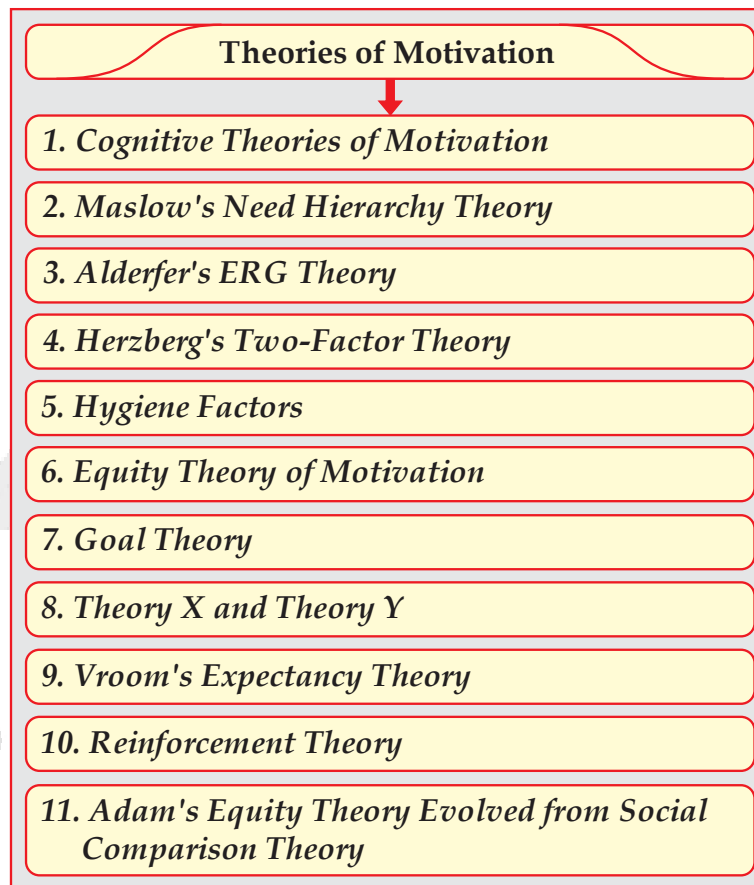 Theories of Motivation
1. Cognitive Theories of Motivation
2. Maslow's Need Hierarchy Theory
3. Alderfer's ERG Theory
4. Herzberg's Two-Factor Theory
5. Hygiene Factors
6. Equity Theory of Motivation
7. Goal Theory
8. Theory X and Theory Y
9. Vroom's Expectancy Theory
10. Reinforcement Theory
11. Adam's Equity Theory Evolved from Social
Comparison Theory